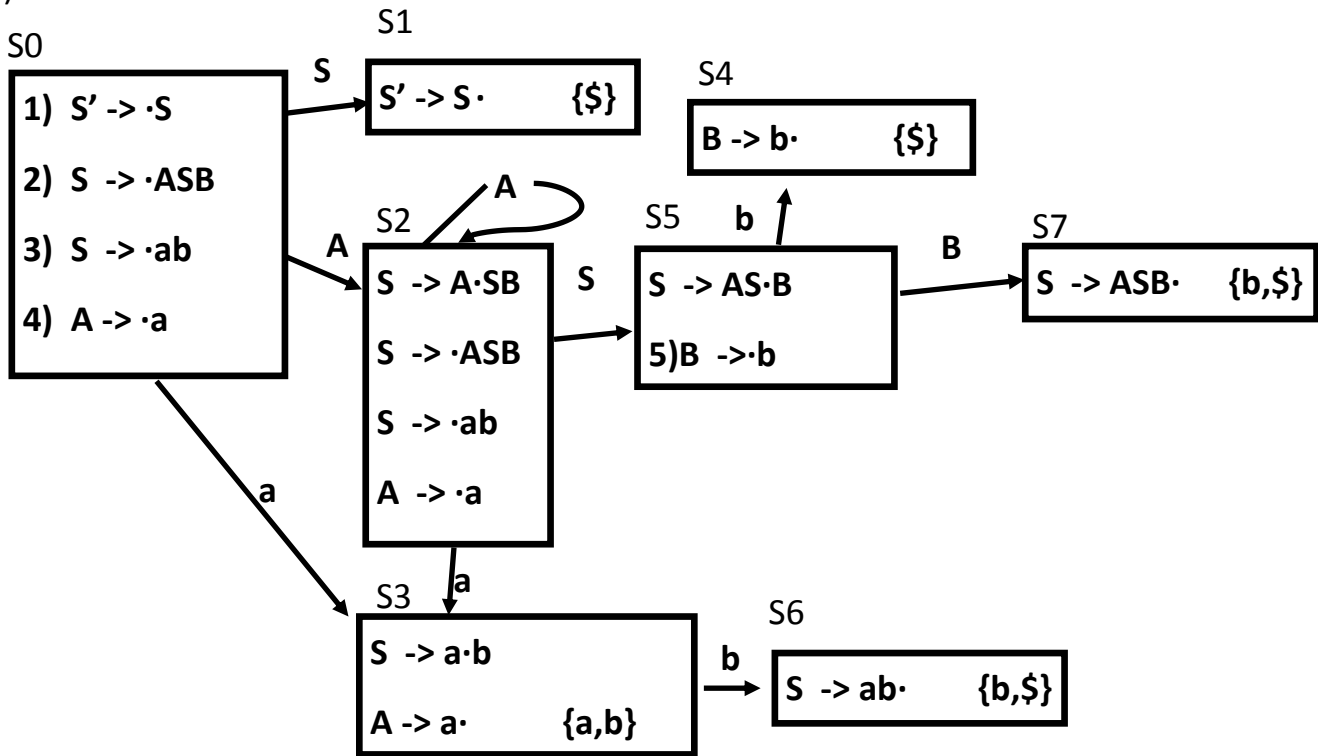 )
S0
1) S’ -> ·S
2) S -> ·ASB
3) S -> ·ab
4) A -> ·a
S
S1
S’ -> S· {$}
A
A
S2
S -> A·SB
S -> ·ASB
S -> ·ab
A -> ·a
S
S4
B -> b· {$}
b
S5
S -> AS·B
5)B ->·b
B
S7
S -> ASB· {b,$}
a
a
S3
S -> a·b
A -> a· {a,b}
b
S6
S -> ab· {b,$}